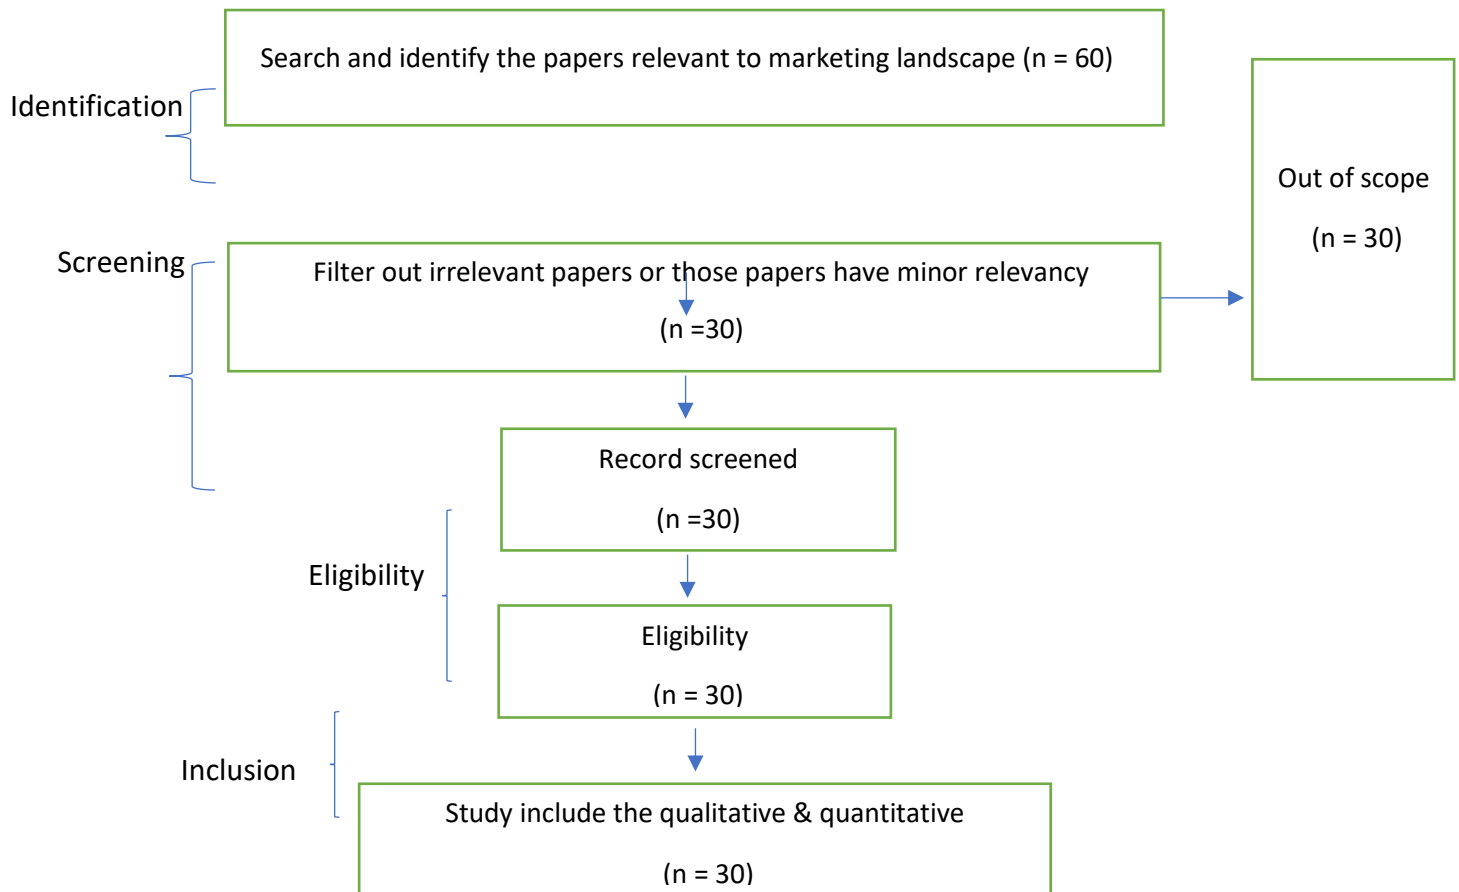 Search and identify the papers relevant to marketing landscape (n = 60)
Identification
Out of scope
(n = 30)
Screening
Filter out irrelevant papers or those papers have minor relevancy
(n =30)
Record screened
(n =30)
Eligibility
Eligibility
(n = 30)
Inclusion
Study include the qualitative & quantitative
(n = 30)